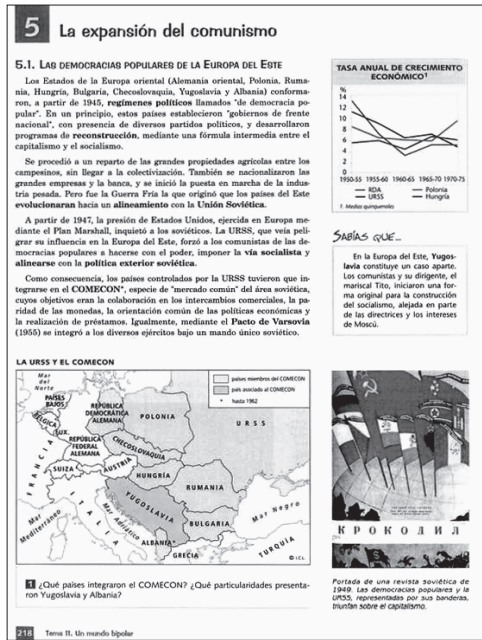 5 La expansión del comunismo
5.1. LAS DEMOCRACIAS POPULARES DE LA EUROPA DEL ESTE
Los Estados de la Europa oriental (Alemania oriental, Polonia, Ruma-
nia, Hungría, Bulgaria, Checoslovaquia, Yugoslavia y Albania) conforma-
ron, a partir de 1945, regímenes políticos llamados "de democracia po-
pular". En un principio, estos países establecieron "gobiernos de frente
nacional", con presencia de diversos partidos políticos, y desarrollaron
programas de reconstrucción, mediante una fórmula intermedia entre el
capitalismo y el socialismo.
Se procedió a un reparto de las grandes propiedades agrícolas entre los
campesinos, sin llegar a la colectivización. También se nacionalizaron las
grandes empresas y la banca, y se inició la puesta en marcha de la indus-
tria pesada. Pero fue la Guerra Fría la que originó que los países del Este
evolucionaran hacia un alineamiento con la Unión Soviética.
A partir de 1947, la presión de Estados Unidos, ejercida en Europa me-
diante el Plan Marshall, inquietó a los soviéticos. La URSS, que veía peli-
grar su influencia en la Europa del Este, forzó a los comunistas de las de-
mocracias populares a hacerse con el poder, imponer la vía socialista y
alinearse con la política exterior soviética.
Como consecuencia, los países controlados por la URSS tuvieron que in-
tegrarse en el COMECON*, especie de "mercado común" del área soviética,
cuyos objetivos eran la colaboración en los intercambios comerciales, la pa-
ridad de las monedas, la orientación común de las políticas económicas y
la realización de préstamos. Igualmente, mediante el Pacto de Varsovia
(1955) se integró a los diversos ejércitos bajo un mando único soviético.
TASA ANUAL DE CRECIMIENTO
ECONÓMICO¹
%
14
12
10
8
6
4
2
0
1950-55 1955-60 1960-65 1965-70 1970-75
RDA Polonia
URSS Hungría
1. Medias quinquenales
SABÍAS QUE...
En la Europa del Este, Yugos-
lavia constituye un caso aparte.
Los comunistas y su dirigente, el
mariscal Tito, iniciaron una for-
ma original para la construcción
del socialismo, alejada en parte
de las directrices y los intereses
de Moscú.
LA URSS Y EL COMECON
países miembros del COMECON
país asociado al COMECON
* hasta 1962
Mar
del
Norte
PAÍSES
BAJOS
BÉLGICA
LUX.
REPÚBLICA
DEMOCRÁTICA
ALEMANA
POLONIA
URSS
REPÚBLICA
FEDERAL
ALEMANA
CHECOSLOVAQUIA
FRANCIA
SUIZA
AUSTRIA
HUNGRÍA
RUMANIA
YUGOSLAVIA
ITALIA
Mar Adriático
BULGARIA
Mar Negro
Mar
Mediterráneo
ALBANIA*
GRECIA
TURQUÍA
КРОКОДИЛ
1 ¿Qué países integraron el COMECON? ¿Qué particularidades presenta-
ron Yugoslavia y Albania?
Portada de una revista soviética de
1949. Las democracias populares y la
URSS, representadas por sus banderas,
triunfan sobre el capitalismo.
218 Tema 11. Un mundo bipolar